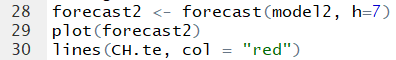 28 forecast2 <- forecast(model2, h=7)
29 plot(forecast2)
30 lines(CH.te, col = "red")